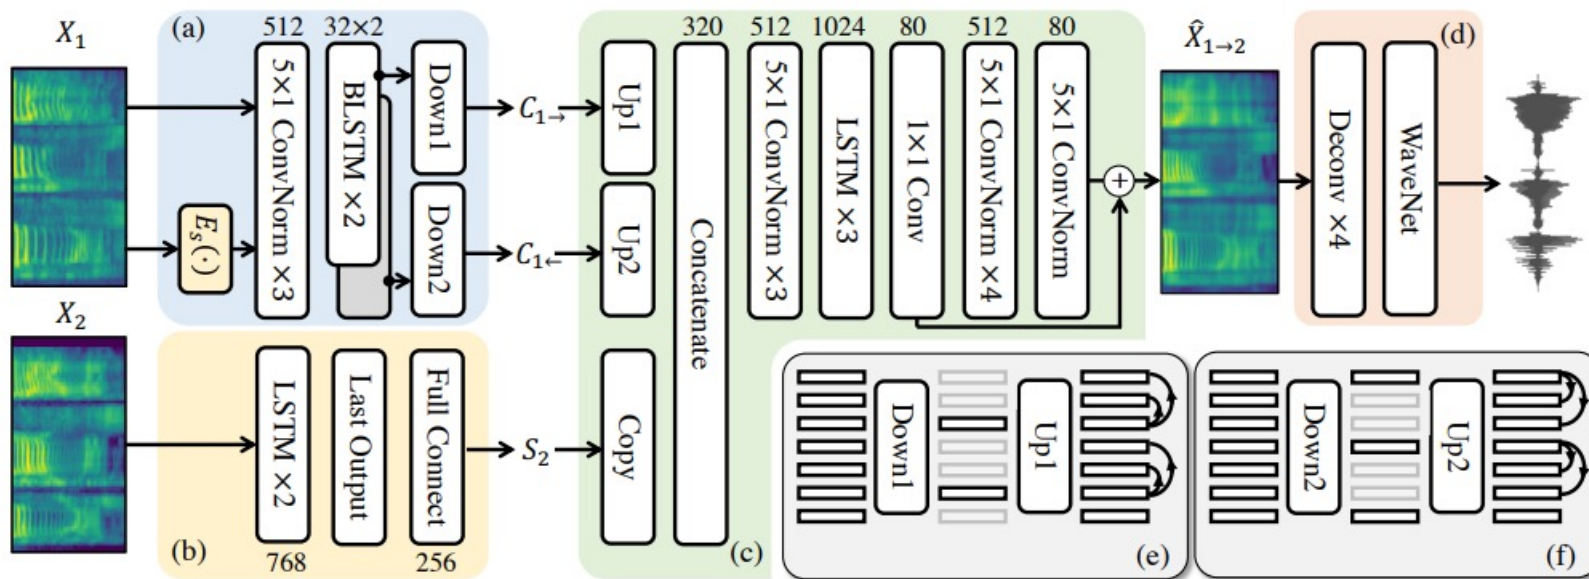 X₁
(a)
512
32×2
E_s(·)
5×1 ConvNorm ×3
BLSTM ×2
Down1
Down2
C₁→
C₁←
X₂
(b)
LSTM ×2
768
Last Output
Full Connect
256
S₂
Up1
Up2
Copy
320
Concatenate
512
5×1 ConvNorm ×3
1024
LSTM ×3
80
1×1 Conv
512
5×1 ConvNorm ×4
80
5×1 ConvNorm
+
(c)
X̂₁→₂
(d)
Deconv ×4
WaveNet
Down1
Up1
(e)
Down2
Up2
(f)